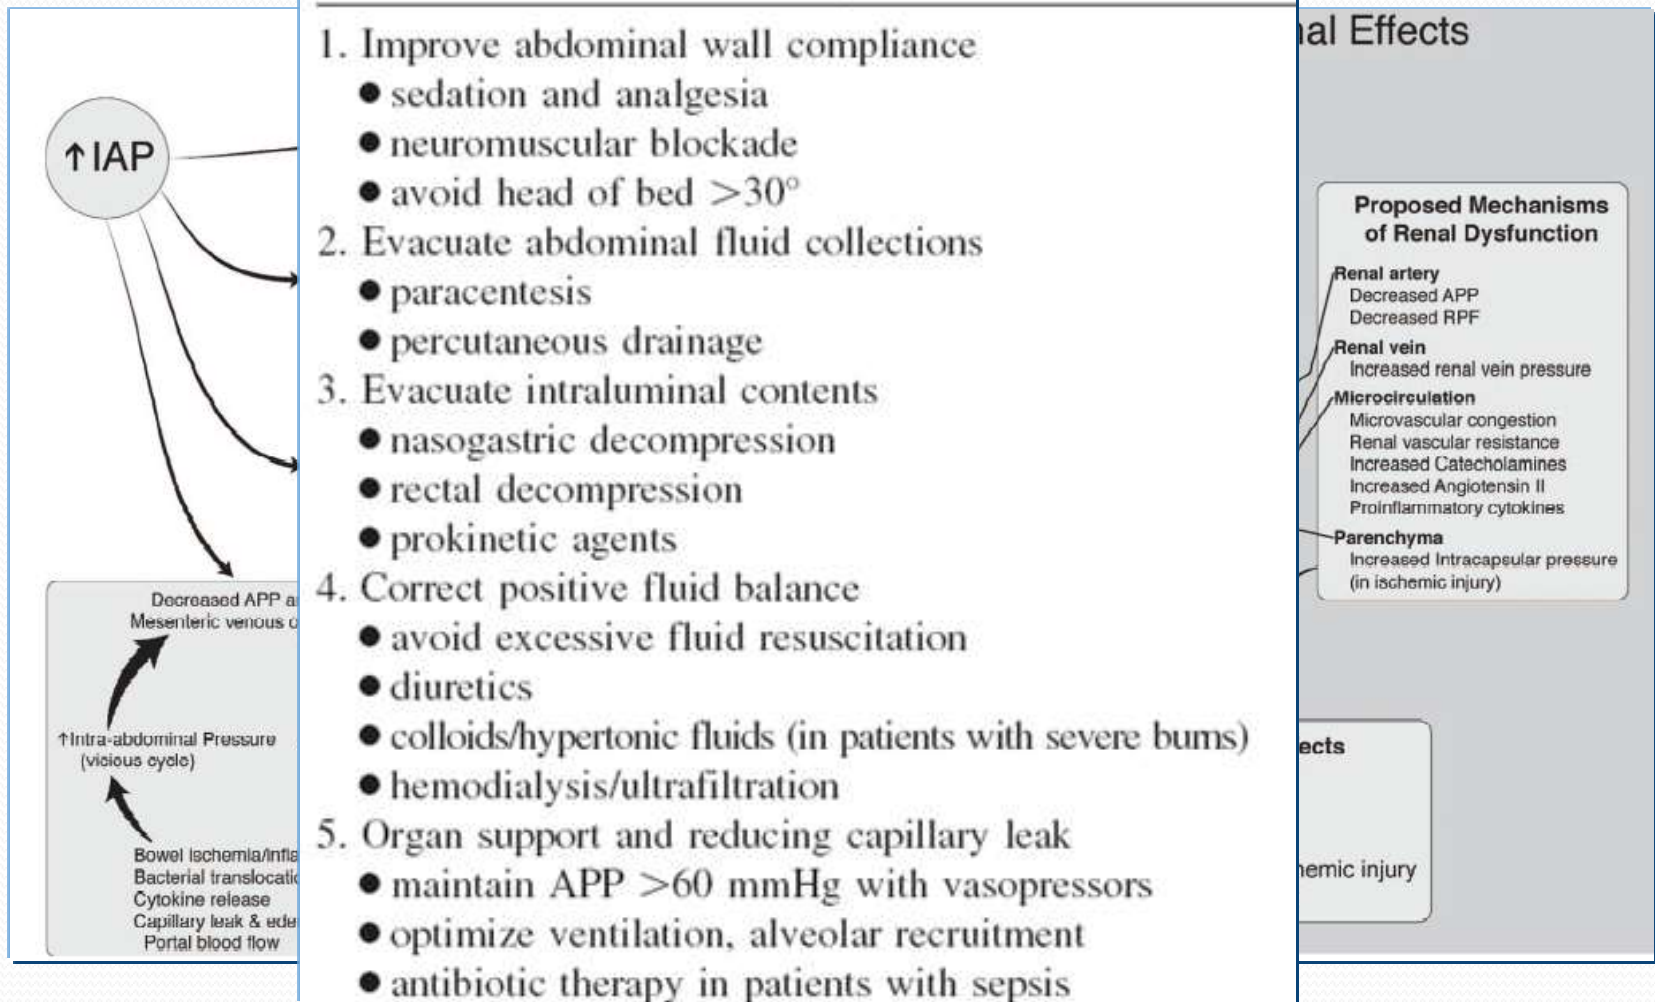 ↑IAP
Decreased APP
Mesenteric venous
↑Intra-abdominal Pressure
(vicious cycle)
Bowel Ischemia/
Bacterial
Cytokine release
Capillary leak &
Portal blood flow
1. Improve abdominal wall compliance
● sedation and analgesia
● neuromuscular blockade
● avoid head of bed >30°
2. Evacuate abdominal fluid collections
● paracentesis
● percutaneous drainage
3. Evacuate intraluminal contents
● nasogastric decompression
● rectal decompression
● prokinetic agents
4. Correct positive fluid balance
● avoid excessive fluid resuscitation
● diuretics
● colloids/hypertonic fluids (in patients with severe burns)
● hemodialysis/ultrafiltration
5. Organ support and reducing capillary leak
● maintain APP >60 mmHg with vasopressors
● optimize ventilation, alveolar recruitment
● antibiotic therapy in patients with sepsis
Effects
Proposed Mechanisms
of Renal Dysfunction
Renal artery
Decreased APP
Decreased RPF
Renal vein
Increased renal vein pressure
Microcirculation
Microvascular congestion
Renal vascular resistance
Increased Catecholamines
Increased Angiotensin II
Proinflammatory cytokines
Parenchyma
Increased Intracapsular pressure
(in ischemic injury)
injury